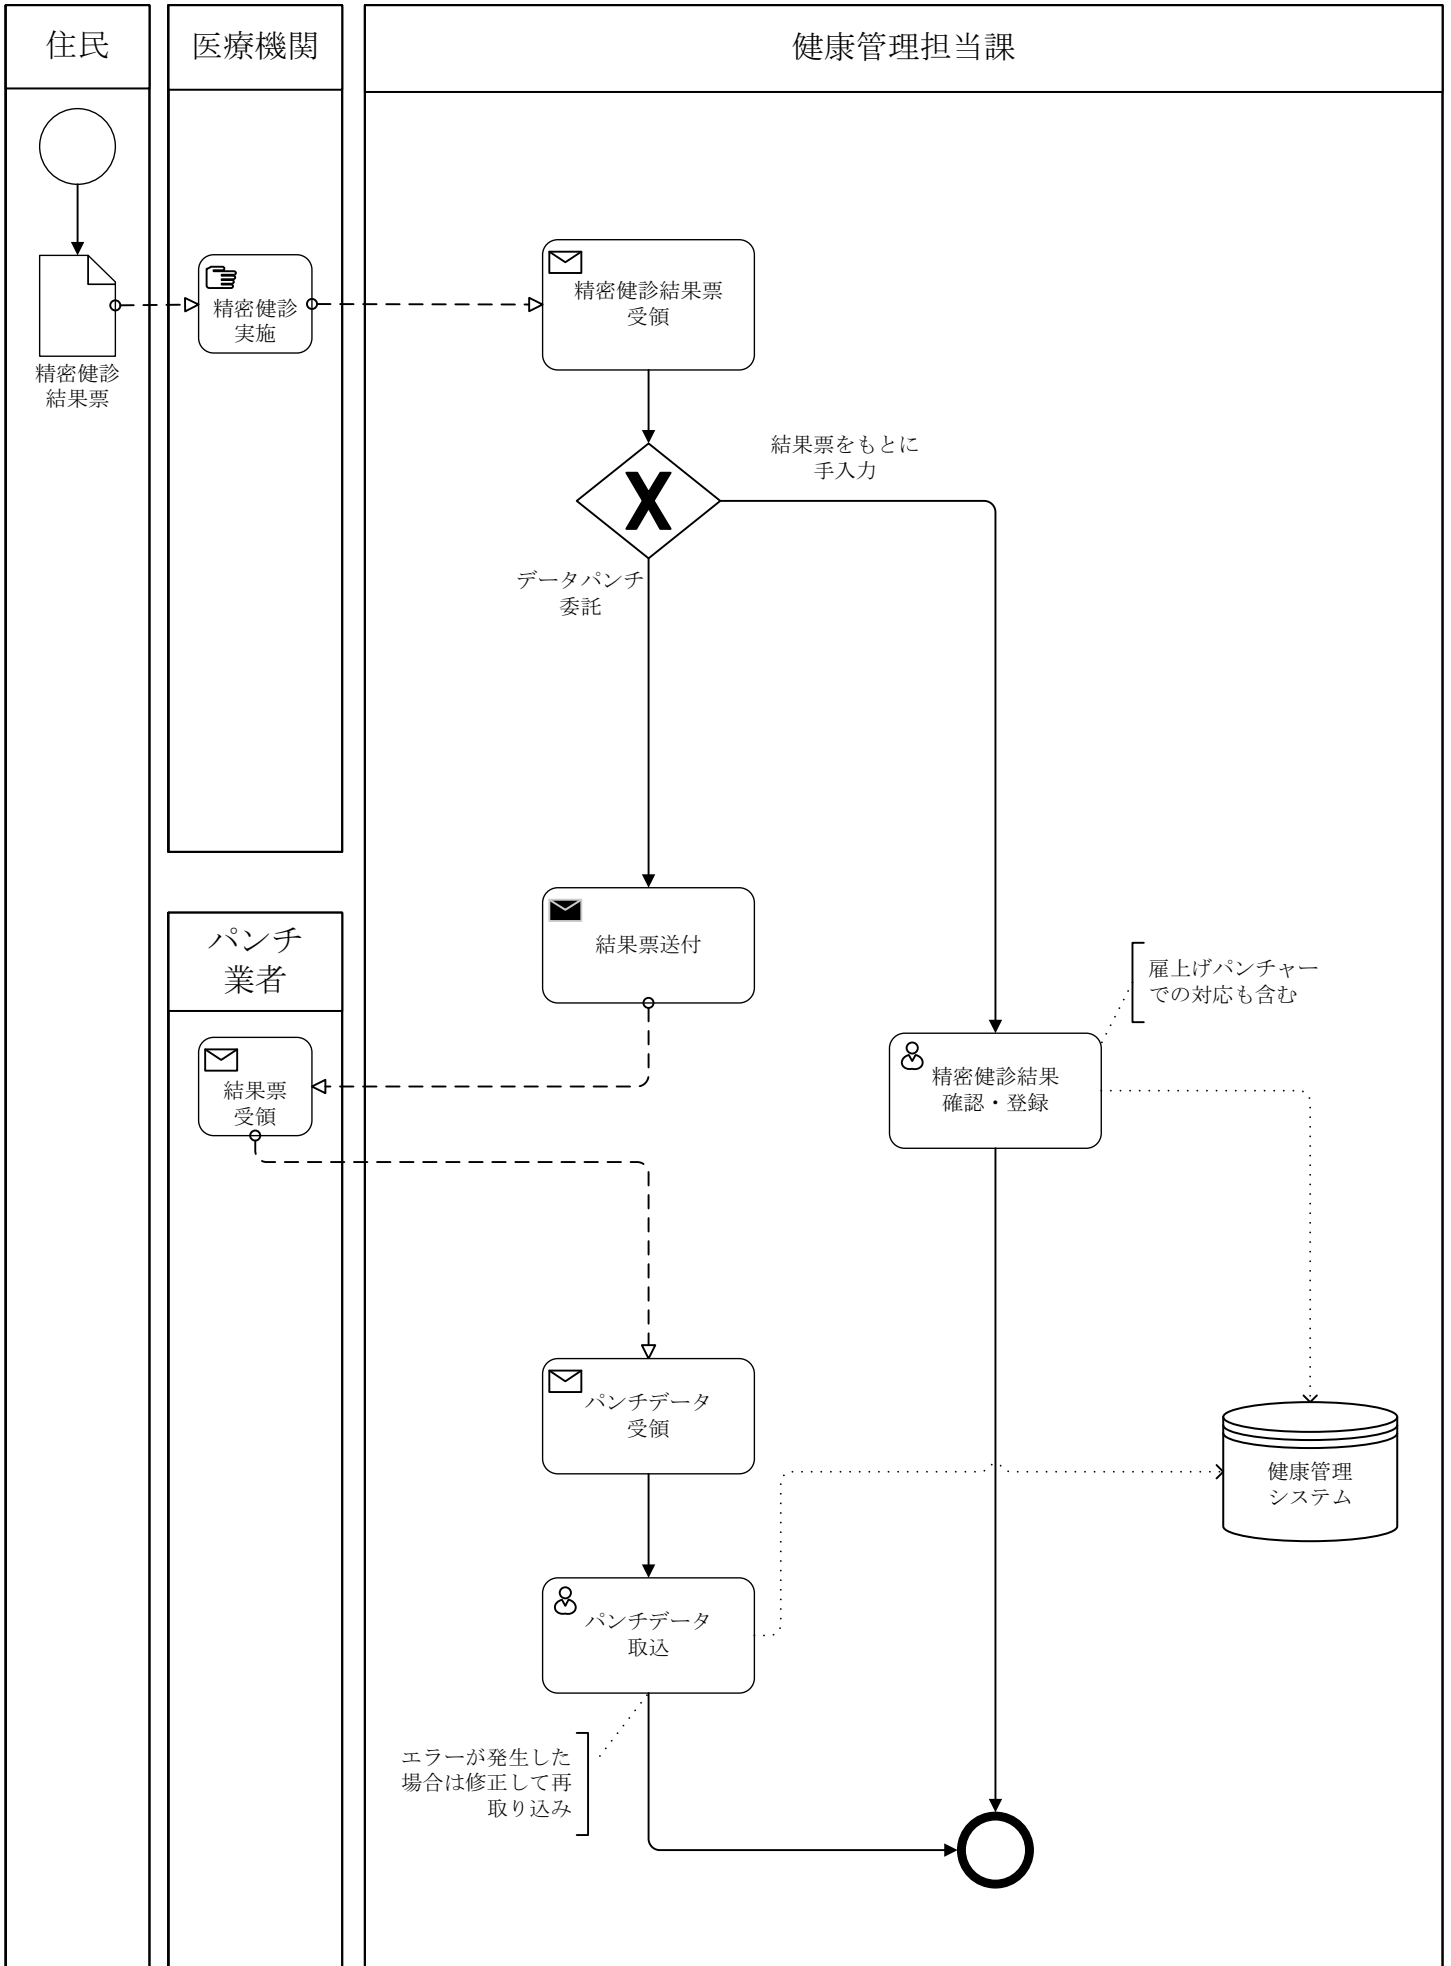 住民
医療機関
健康管理担当課
精密健診
結果票
精密健診
実施
精密健診結果票
受領
結果票をもとに
手入力
データパンチ
委託
結果票送付
パンチ
業者
結果票
受領
雇上げパンチャー
での対応も含む
精密健診結果
確認・登録
パンチデータ
受領
健康管理
システム
パンチデータ
取込
エラーが発生した
場合は修正して再
取り込み